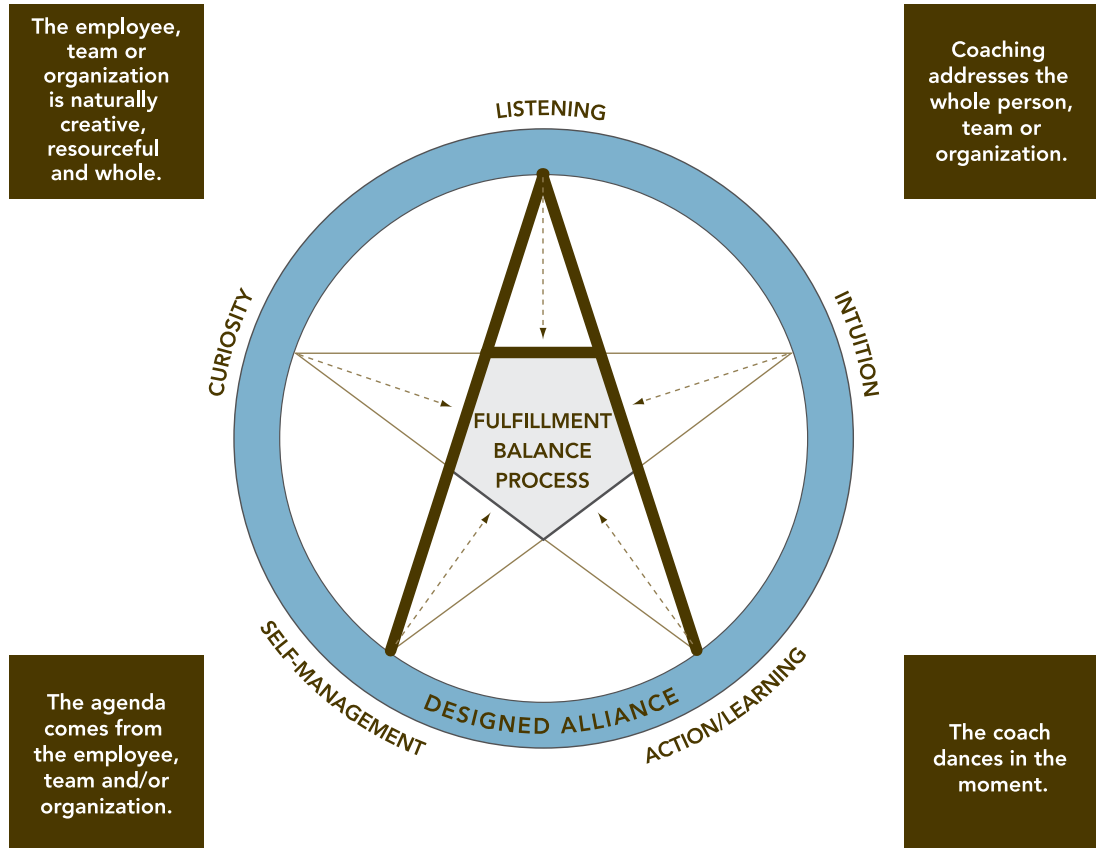 The employee,
team or
organization
is naturally
creative,
resourceful
and whole.
Coaching
addresses the
whole person,
team or
organization.
LISTENING
CURIOSITY
INTUITION
FULFILLMENT
BALANCE
PROCESS
SELF-MANAGEMENT
DESIGNED ALLIANCE
ACTION/LEARNING
The agenda
comes from
the employee,
team and/or
organization.
The coach
dances in the
moment.